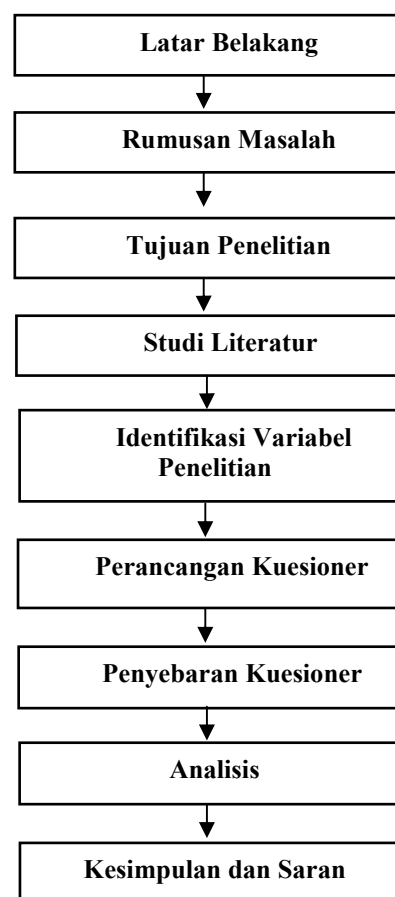 Latar Belakang
Rumusan Masalah
Tujuan Penelitian
Studi Literatur
Identifikasi Variabel
Penelitian
Perancangan Kuesioner
Penyebaran Kuesioner
Analisis
Kesimpulan dan Saran